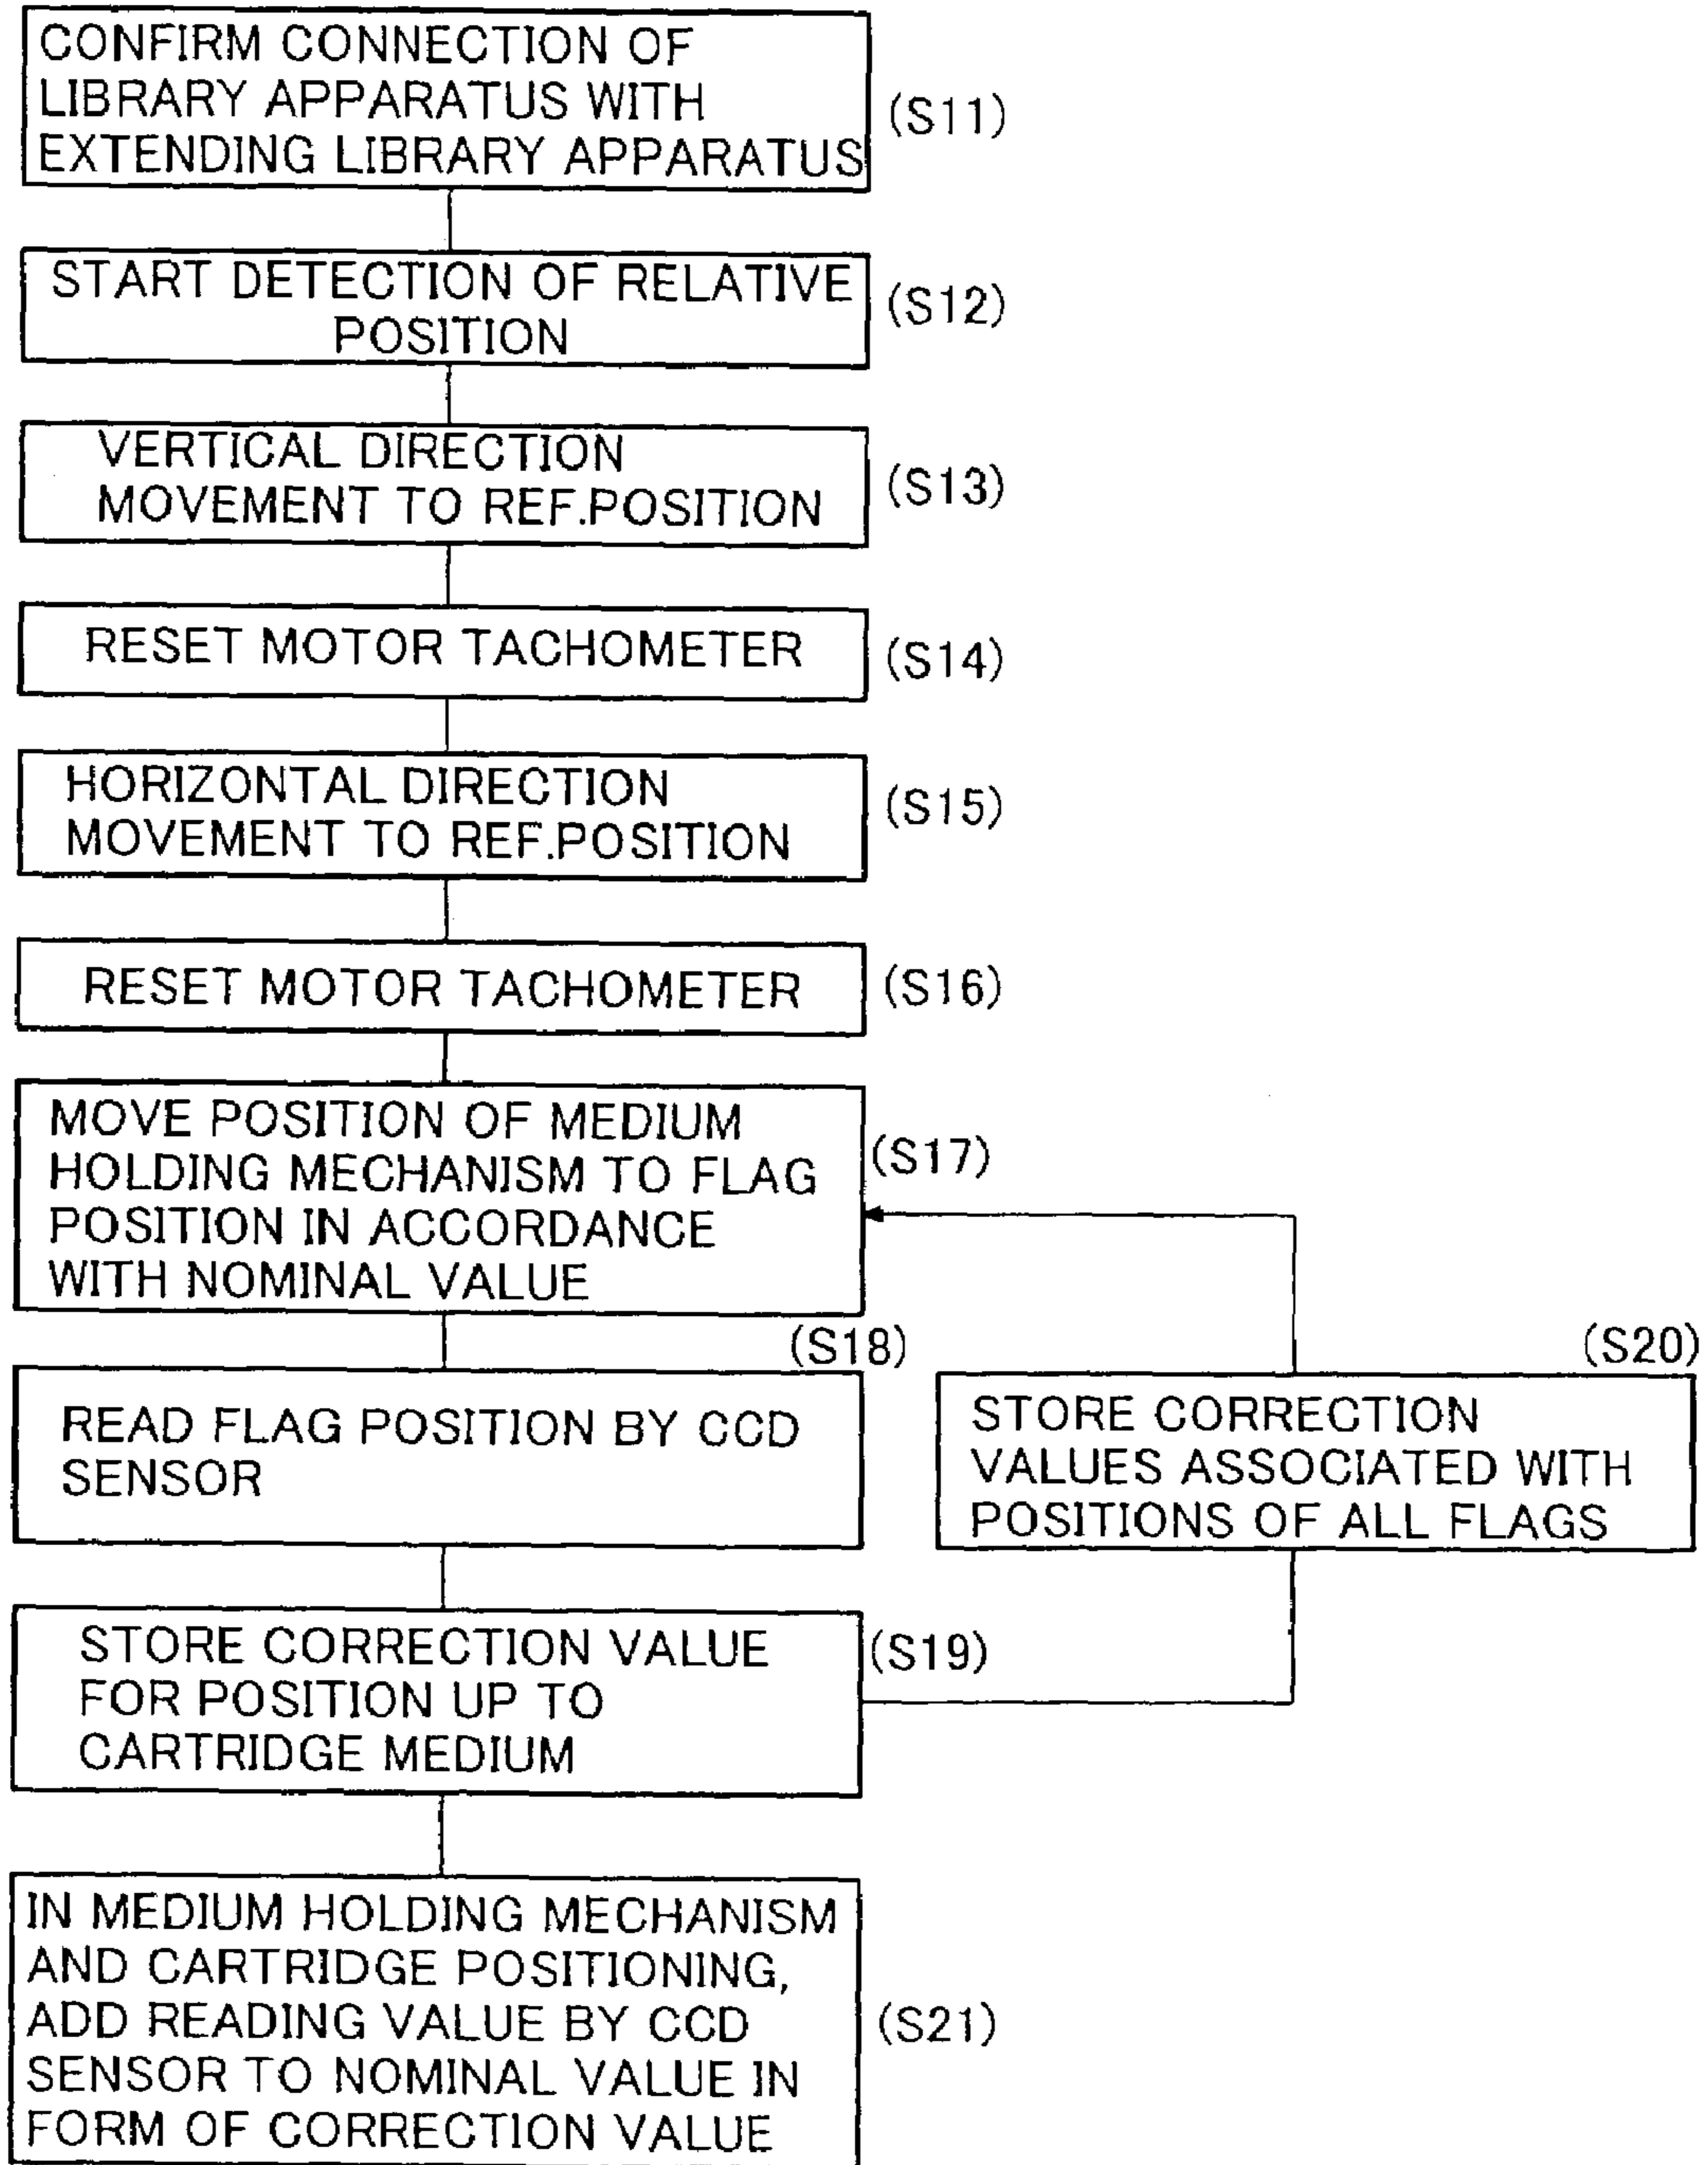 CONFIRM CONNECTION OF
LIBRARY APPARATUS WITH
EXTENDING LIBRARY APPARATUS
(S11)
START DETECTION OF RELATIVE
POSITION
(S12)
VERTICAL DIRECTION
MOVEMENT TO REF.POSITION
(S13)
RESET MOTOR TACHOMETER
(S14)
HORIZONTAL DIRECTION
MOVEMENT TO REF.POSITION
(S15)
RESET MOTOR TACHOMETER
(S16)
MOVE POSITION OF MEDIUM
HOLDING MECHANISM TO FLAG
POSITION IN ACCORDANCE
WITH NOMINAL VALUE
(S17)
(S18)
READ FLAG POSITION BY CCD
SENSOR
(S20)
STORE CORRECTION
VALUES ASSOCIATED WITH
POSITIONS OF ALL FLAGS
STORE CORRECTION VALUE
FOR POSITION UP TO
CARTRIDGE MEDIUM
(S19)
IN MEDIUM HOLDING MECHANISM
AND CARTRIDGE POSITIONING,
ADD READING VALUE BY CCD
SENSOR TO NOMINAL VALUE IN
FORM OF CORRECTION VALUE
(S21)